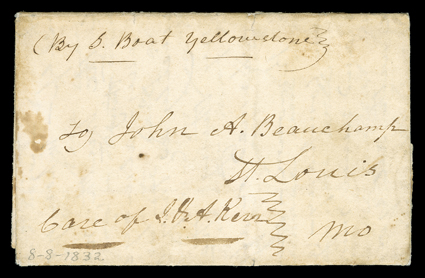 (By S. Boat Yellowstone)
To John A. Beauchamp
St. Louis
Care of J. & A. Kerr
Mo
8-8-1832